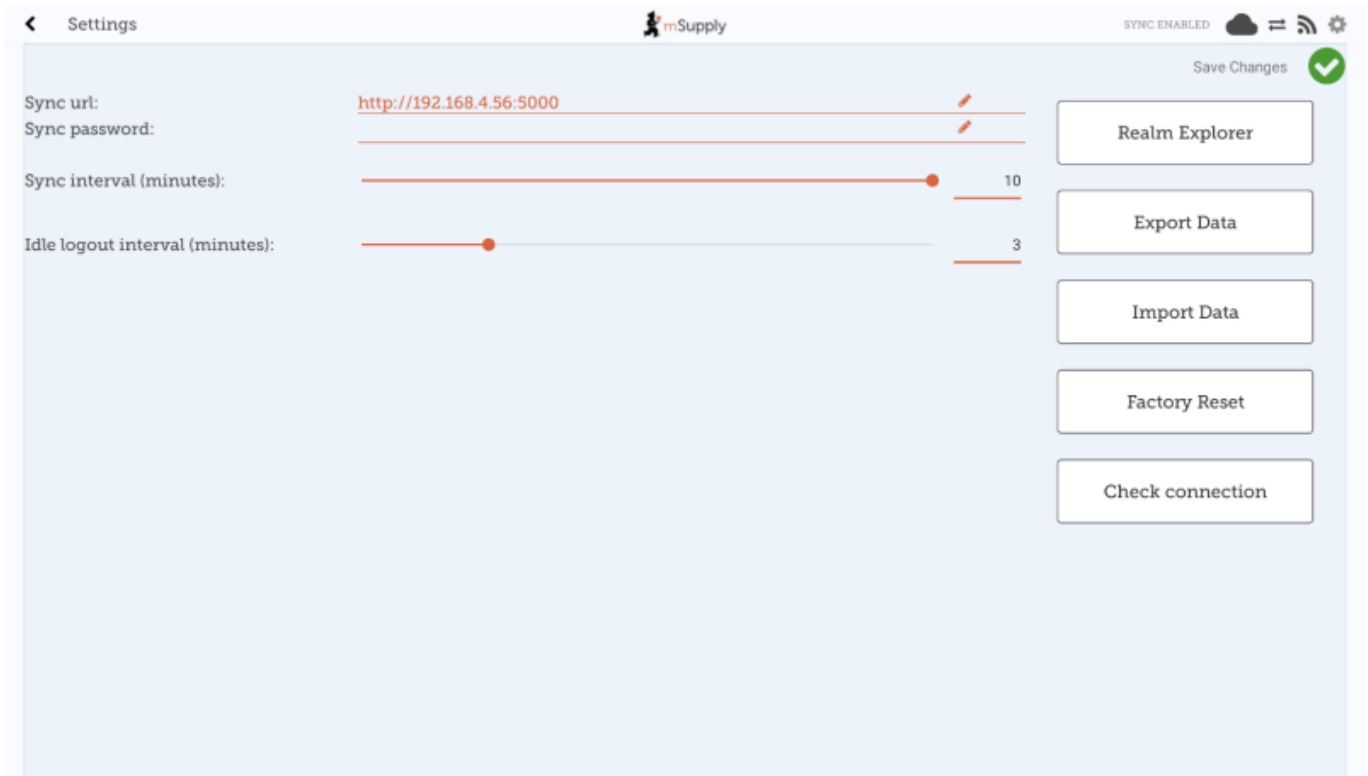 Settings
mSupply
SYNC ENABLED
Save Changes
Sync url:
http://192.168.4.56:5000
Sync password:
Sync interval (minutes):
10
Idle logout interval (minutes):
3
Realm Explorer
Export Data
Import Data
Factory Reset
Check connection